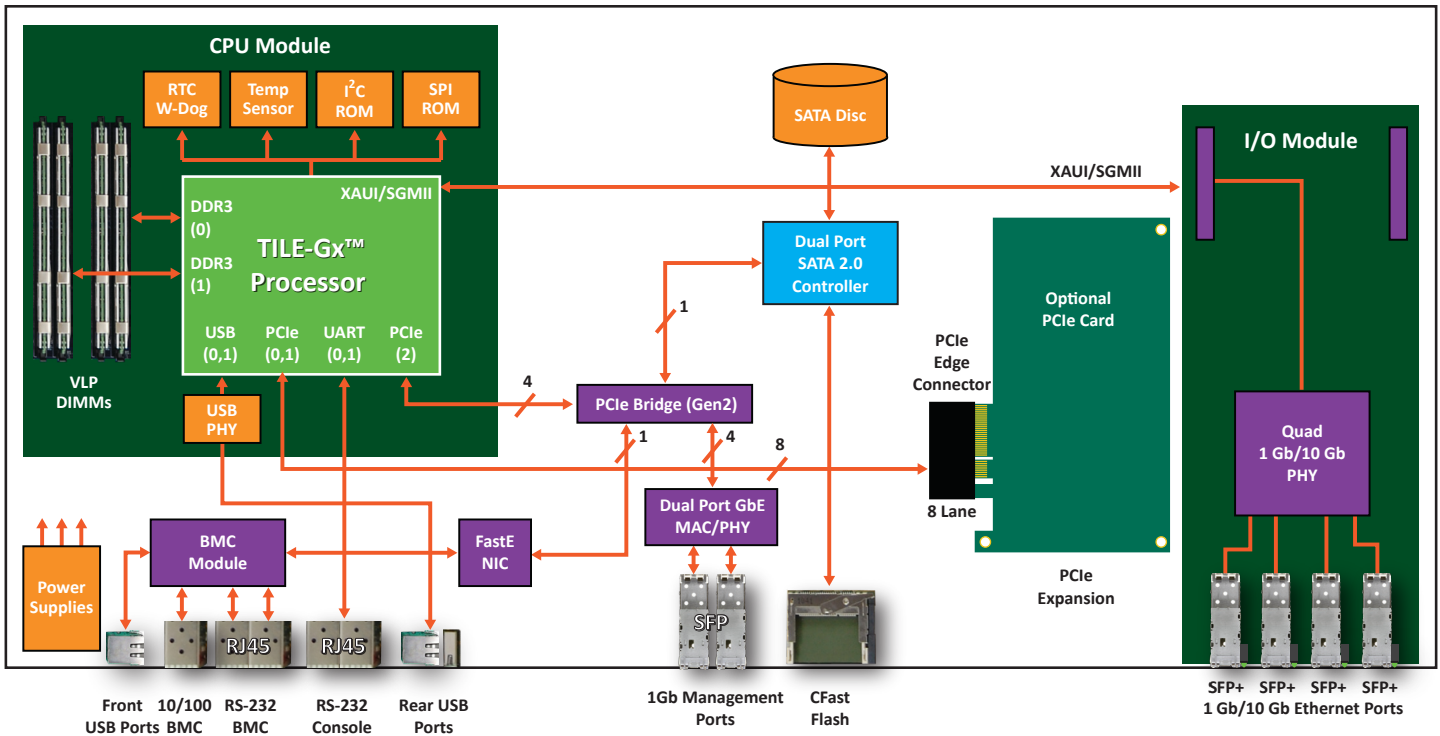 CPU Module
RTC
W-Dog
Temp
Sensor
I²C
ROM
SPI
ROM
SATA Disc
I/O Module
XAUI/SGMII
XAUI/SGMII
DDR3
(0)
TILE-Gx™
Processor
DDR3
(1)
Dual Port
SATA 2.0
Controller
Optional
PCIe Card
USB
(0,1)
PCIe
(0,1)
UART
(0,1)
PCIe
(2)
1
PCIe
Edge
Connector
VLP
DIMMs
4
USB
PHY
PCIe Bridge (Gen2)
1
4
8
Quad
1 Gb/10 Gb
PHY
Dual Port GbE
MAC/PHY
8 Lane
BMC
Module
FastE
NIC
Power
Supplies
PCIe
Expansion
RJ45
RJ45
SFP
Front
USB Ports
10/100
BMC
RS-232
BMC
RS-232
Console
Rear USB
Ports
1Gb Management
Ports
CFast
Flash
SFP+
SFP+
SFP+
SFP+
1 Gb/10 Gb Ethernet Ports